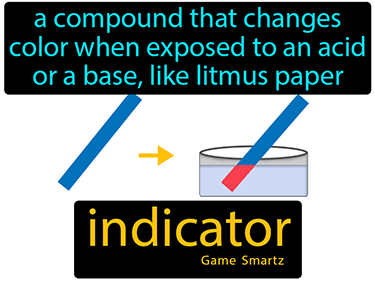 a compound that changes
color when exposed to an acid
or a base, like litmus paper
indicator
Game Smartz